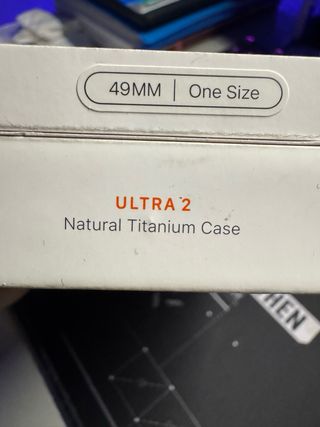 49MM | One Size
ULTRA 2
Natural Titanium Case